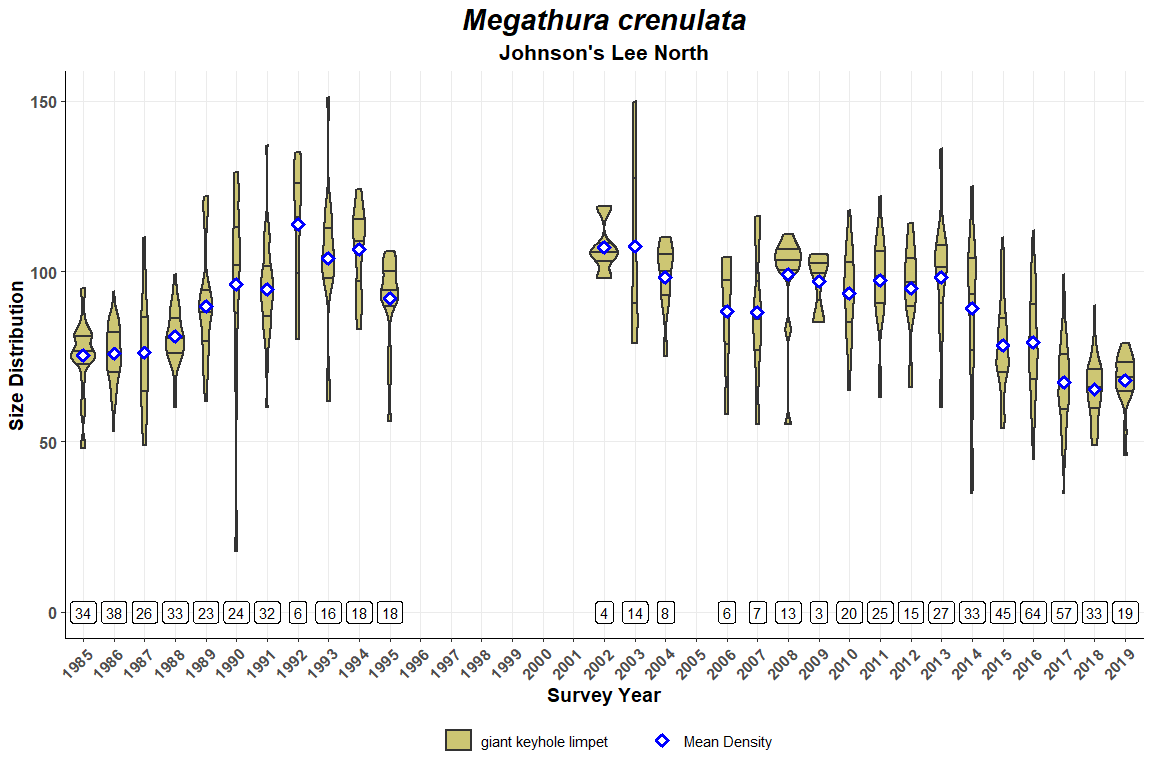 Megathura crenulata
Johnson's Lee North
Size Distribution
150
100
50
0
34 38 26 33 23 24 32 6 16 18 18 4 14 8 6 7 13 3 20 25 15 27 33 45 64 57 33 19
1985 1986 1987 1988 1989 1990 1991 1992 1993 1994 1995 1996 1997 1998 1999 2000 2001 2002 2003 2004 2005 2006 2007 2008 2009 2010 2011 2012 2013 2014 2015 2016 2017 2018 2019
Survey Year
giant keyhole limpet Mean Density